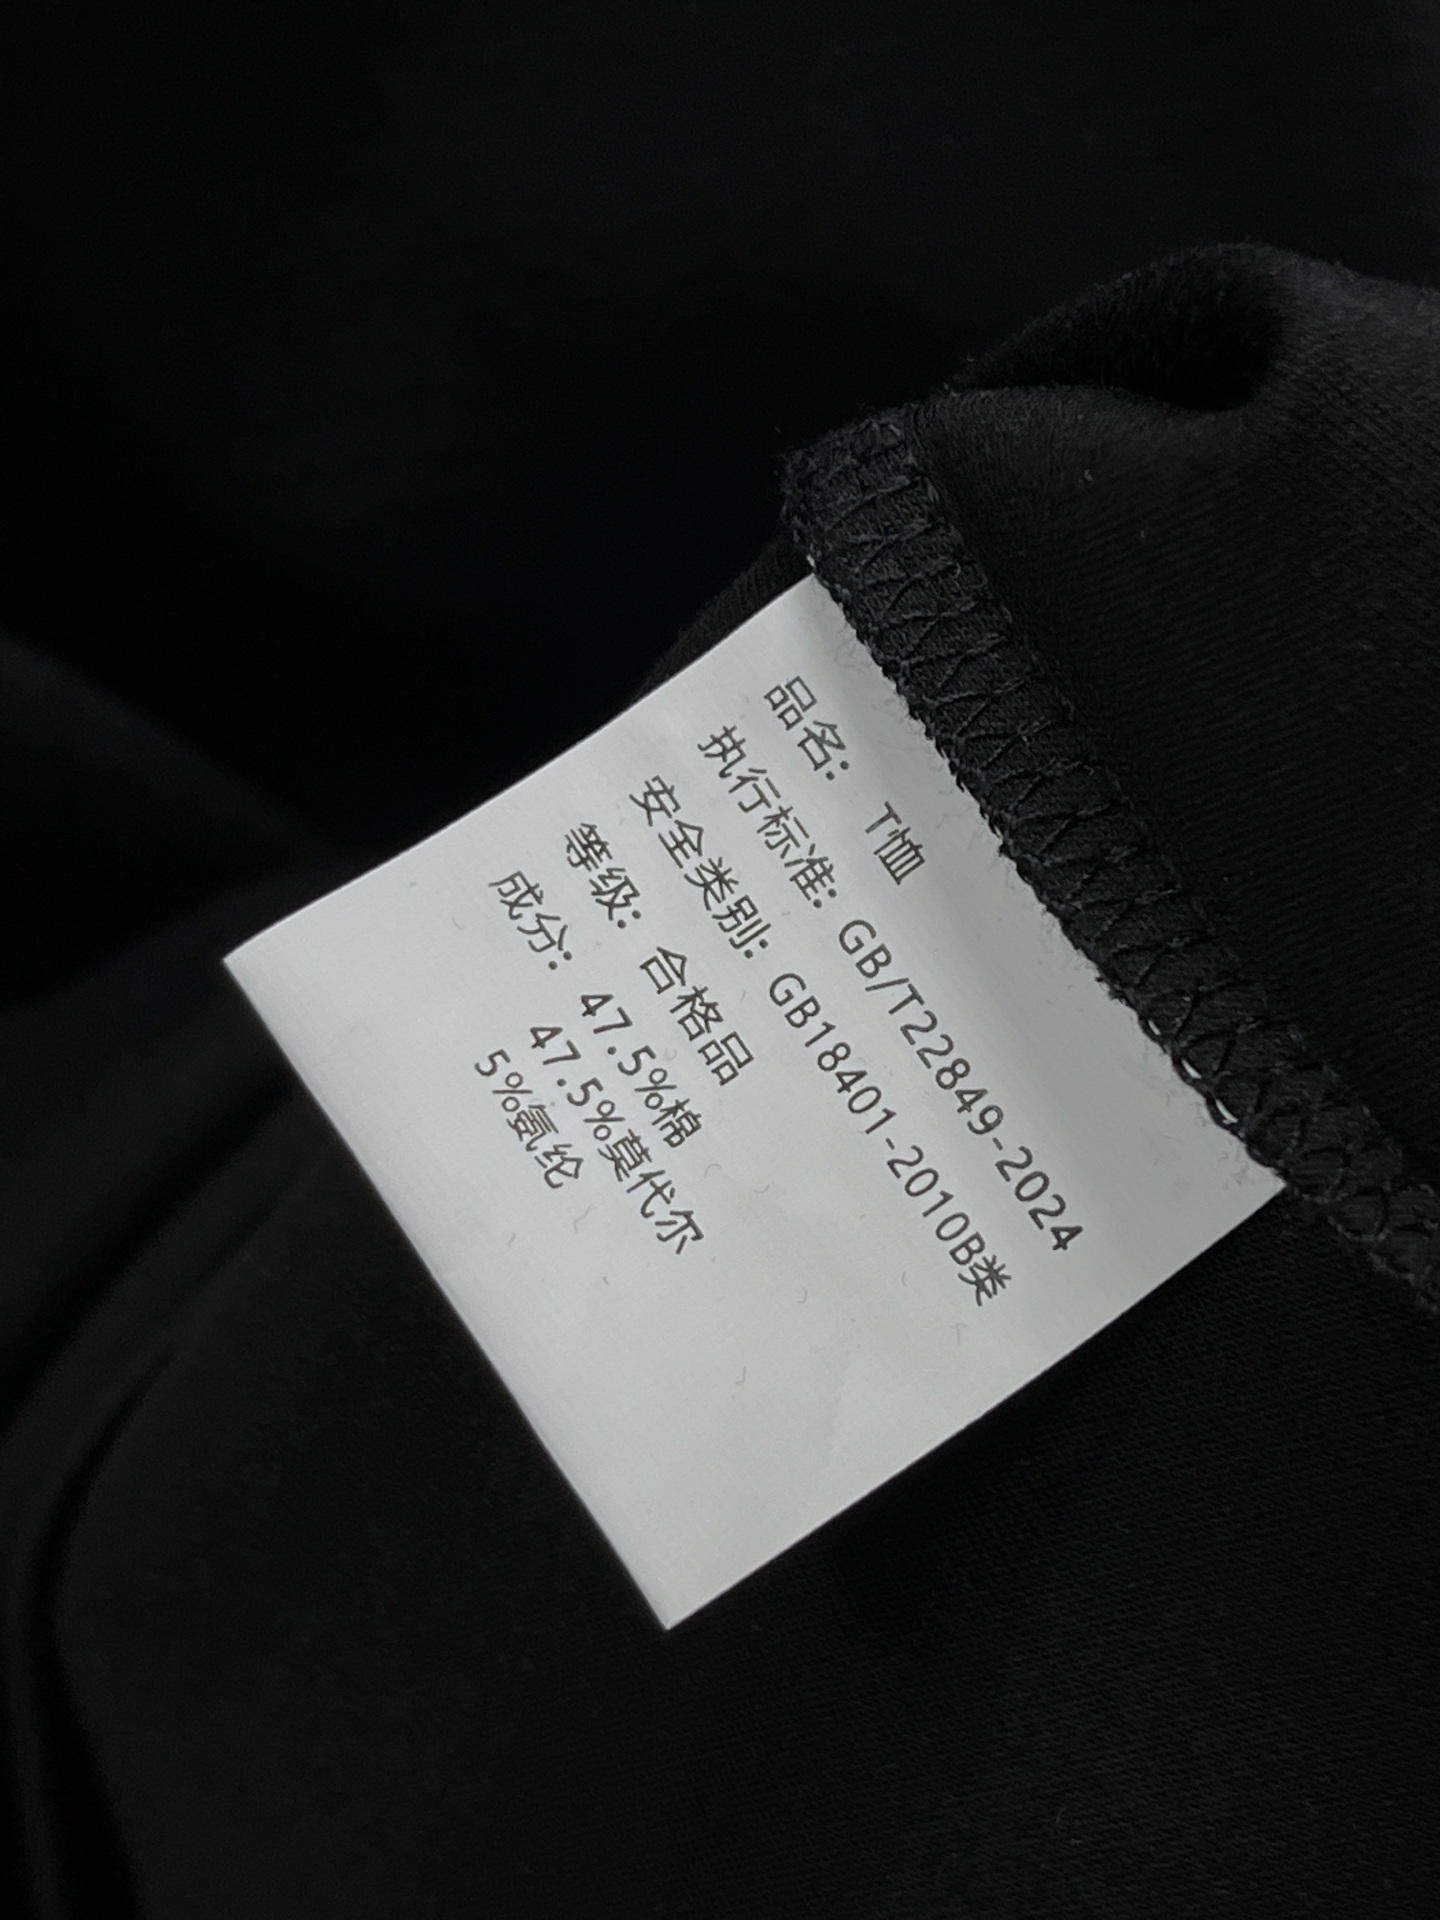 品名： T恤
执行标准: GB/T22849-2024
安全类别: GB18401-2010B类
等级: 合格品
成分: 47.5%棉
47.5%莫代尔
5%氨纶